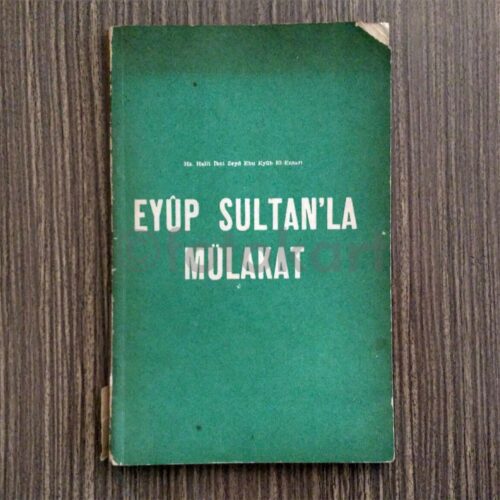 Hz. Halit İbni Zeyd Ebu Eyüb El-Ensari
EYÛP SULTAN'LA
MÜLAKAT